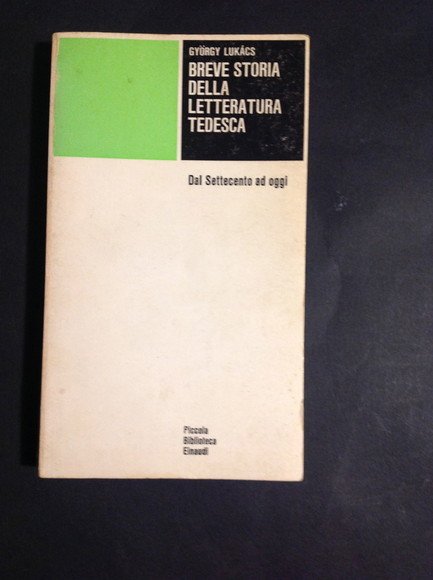 GYÖRGY LUKÁCS
BREVE STORIA
DELLA
LETTERATURA
TEDESCA
Dal Settecento ad oggi
Piccola
Biblioteca
Einaudi